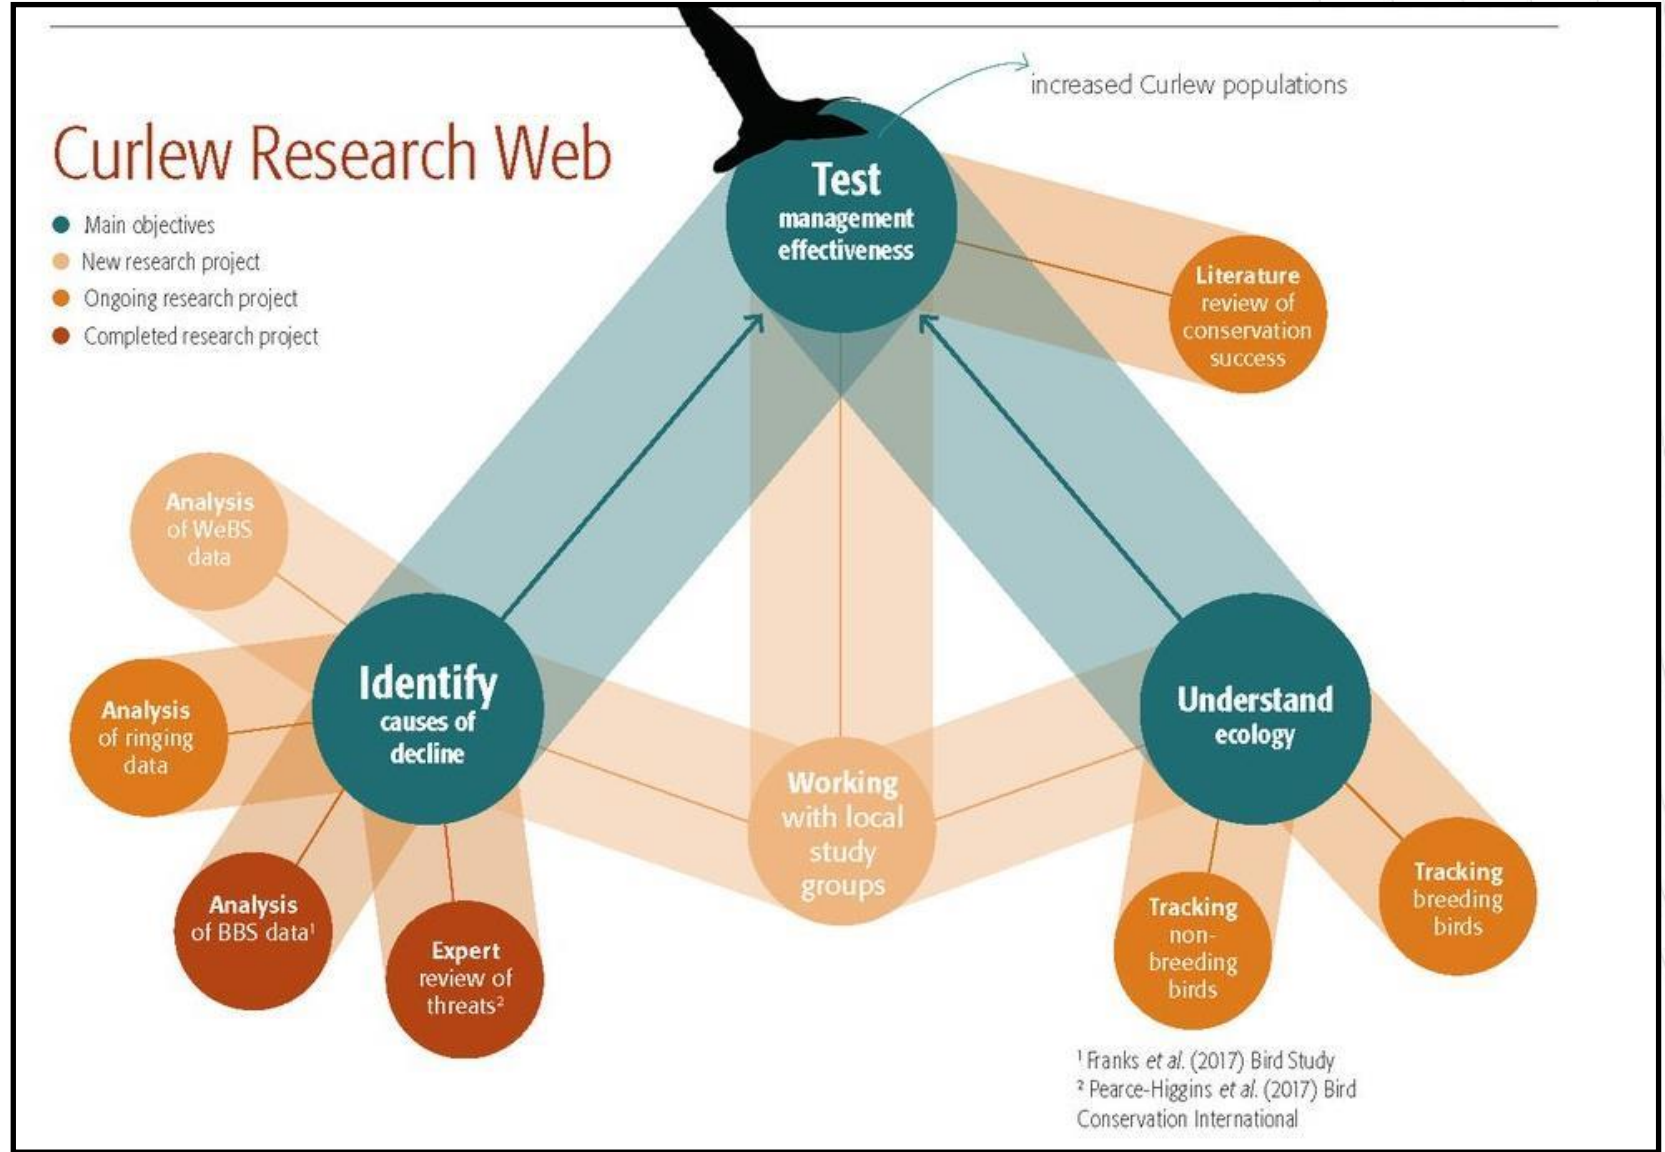 increased Curlew populations
Curlew Research Web
Main objectives
New research project
Ongoing research project
Completed research project
Test
management
effectiveness
Literature
review of
conservation
success
Analysis
of WeBS
data
Identify
causes of
decline
Understand
ecology
Analysis
of ringing
data
Working
with local
study
groups
Analysis
of BBS data¹
Expert
review of
threats²
Tracking
non-
breeding
birds
Tracking
breeding
birds
¹ Franks et al. (2017) Bird Study
² Pearce-Higgins et al. (2017) Bird
Conservation International